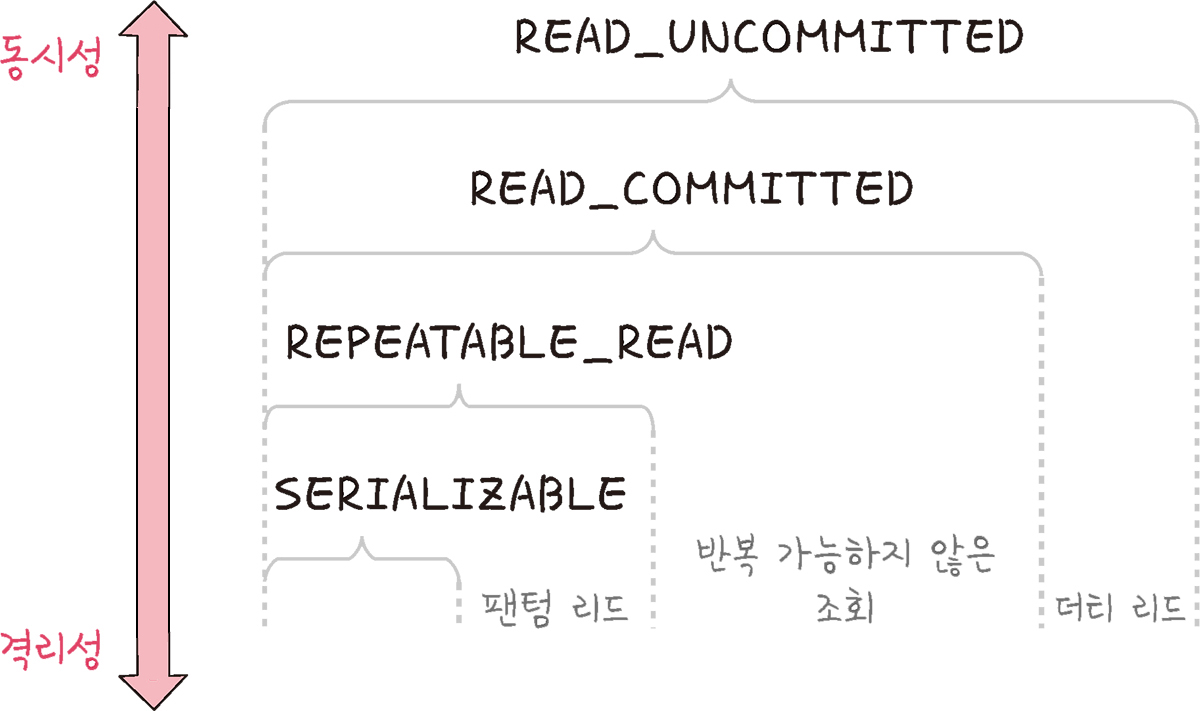 동시성
READ_UNCOMMITTED
READ_COMMITTED
REPEATABLE_READ
SERIALIZABLE
팬텀 리드
반복 가능하지 않은
조회
더티 리드
격리성